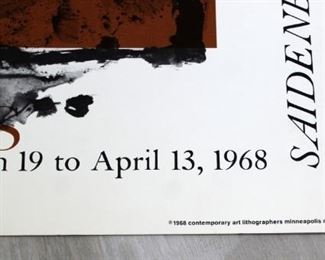 19 to April 13, 1968
SAIDENE
©1968 contemporary art lithographers minneapolis